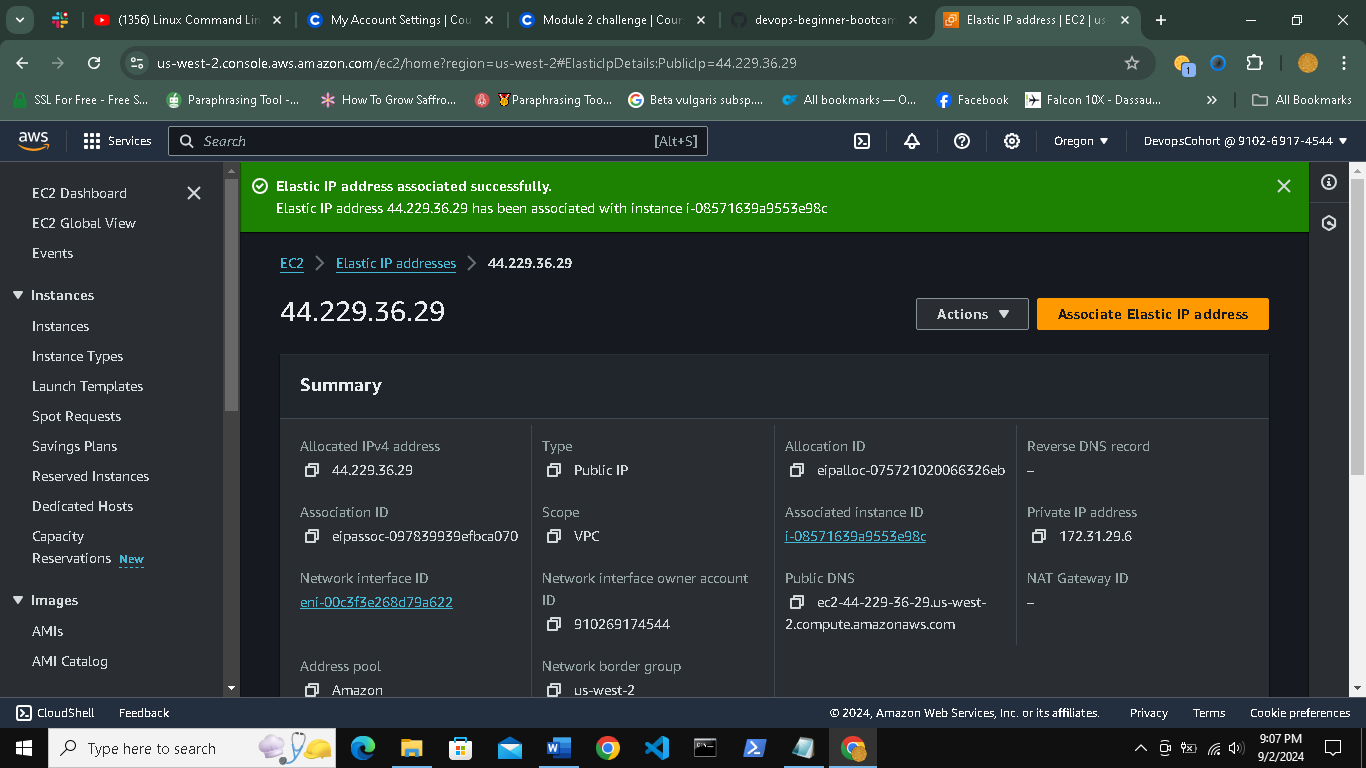 (1356) Linux Command Lin
My Account Settings | Cou
Module 2 challenge | Cour
devops-beginner-bootcam
Elastic IP address | EC2 | us
us-west-2.console.aws.amazon.com/ec2/home?region=us-west-2#ElasticIpDetails:PublicIp=44.229.36.29
1
SSL For Free - Free S...
Paraphrasing Tool -...
How To Grow Saffro...
Paraphrasing Too...
Beta vulgaris subsp....
All bookmarks — O...
Facebook
Falcon 10X - Dassau...
All Bookmarks
aws
Services
Search
[Alt+S]
Oregon
DevopsCohort @ 9102-6917-4544
EC2 Dashboard
EC2 Global View
Events
Instances
Instances
Instance Types
Launch Templates
Spot Requests
Savings Plans
Reserved Instances
Dedicated Hosts
Capacity
Reservations New
Images
AMIs
AMI Catalog
Elastic IP address associated successfully.
Elastic IP address 44.229.36.29 has been associated with instance i-08571639a9553e98c
EC2 > Elastic IP addresses > 44.229.36.29
44.229.36.29
Actions
Associate Elastic IP address
Summary
Allocated IPv4 address
44.229.36.29
Type
Public IP
Allocation ID
eipalloc-075721020066326eb
Reverse DNS record
–
Association ID
eipassoc-097839939efbca070
Scope
VPC
Associated instance ID
i-08571639a9553e98c
Private IP address
172.31.29.6
Network interface ID
eni-00c3f3e268d79a622
Network interface owner account
ID
910269174544
Public DNS
ec2-44-229-36-29.us-west-
2.compute.amazonaws.com
NAT Gateway ID
–
Address pool
Amazon
Network border group
us-west-2
CloudShell
Feedback
© 2024, Amazon Web Services, Inc. or its affiliates.
Privacy
Terms
Cookie preferences
Type here to search
9:07 PM
9/2/2024